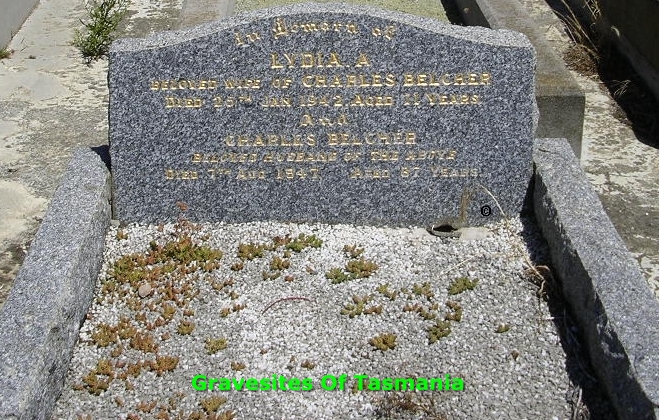 In Memory of
LYDIA. A.
BELOVED WIFE OF CHARLES BELCHER
DIED 25TH JAN 1942. AGED 77 YEARS.
And
CHARLES BELCHER
BELOVED HUSBAND OF THE ABOVE
DIED 7TH AUG 1947. AGED 87 YEARS.
©
Gravesites Of Tasmania